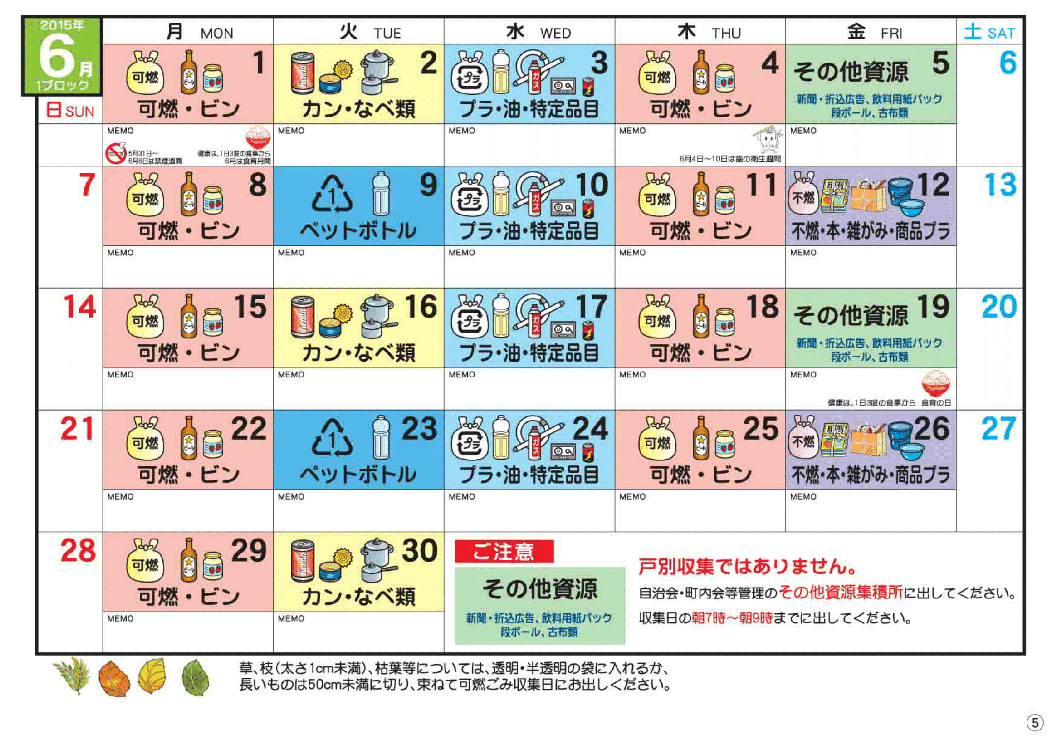 2015年
6月
1ブロック
日 SUN
月 MON
火 TUE
水 WED
木 THU
金 FRI
土 SAT
1
可燃
可燃・ビン
2
カン・なべ類
3
プラ
ガス
プラ・油・特定品目
4
可燃
可燃・ビン
その他資源 5
新聞・折込広告、飲料用紙パック
段ボール、古布類
6
MEMO
5月31日～
6月6日は禁煙週間
健康は、1日3度の食事から
6月は食育月間
MEMO
MEMO
MEMO
6月4日～10日は歯の衛生週間
MEMO
7
8
可燃
可燃・ビン
9
1
ペットボトル
10
プラ
ガス
プラ・油・特定品目
11
可燃
可燃・ビン
12
不燃
不燃・本・雑がみ・商品プラ
13
MEMO
MEMO
MEMO
MEMO
MEMO
14
15
可燃
可燃・ビン
16
カン・なべ類
17
プラ
ガス
プラ・油・特定品目
18
可燃
可燃・ビン
その他資源 19
新聞・折込広告、飲料用紙パック
段ボール、古布類
20
MEMO
MEMO
MEMO
MEMO
MEMO
健康は、1日3度の食事から 食育の日
21
22
可燃
可燃・ビン
23
1
ペットボトル
24
プラ
ガス
プラ・油・特定品目
25
可燃
可燃・ビン
26
不燃
不燃・本・雑がみ・商品プラ
27
MEMO
MEMO
MEMO
MEMO
MEMO
28
29
可燃
可燃・ビン
30
カン・なべ類
MEMO
MEMO
ご注意
その他資源
新聞・折込広告、飲料用紙パック
段ボール、古布類
戸別収集ではありません。
自治会・町内会等管理のその他資源集積所に出してください。
収集日の朝7時～朝9時までに出してください。
草、枝(太さ1cm未満)、枯葉等については、透明・半透明の袋に入れるか、
長いものは50cm未満に切り、束ねて可燃ごみ収集日にお出しください。
⑤